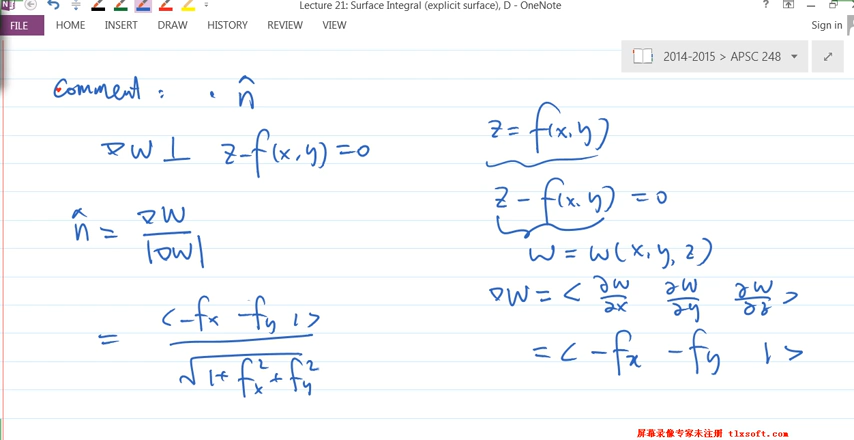 Lecture 21: Surface Integral (explicit surface), D - OneNote
FILE HOME INSERT DRAW HISTORY REVIEW VIEW Sign in
2014-2015 > APSC 248
Comment : · n̂
∇W ⊥ z-f(x,y)=0
n̂ = ∇W / |∇W|
= <-fx -fy 1> / √(1+fx²+fy²)
z = f(x,y)
z - f(x,y) = 0
W = W(x, y, z)
∇W = < ∂W/∂x ∂W/∂y ∂W/∂z >
= < -fx -fy 1 >
屏幕录像专家未注册 tlxsoft.com